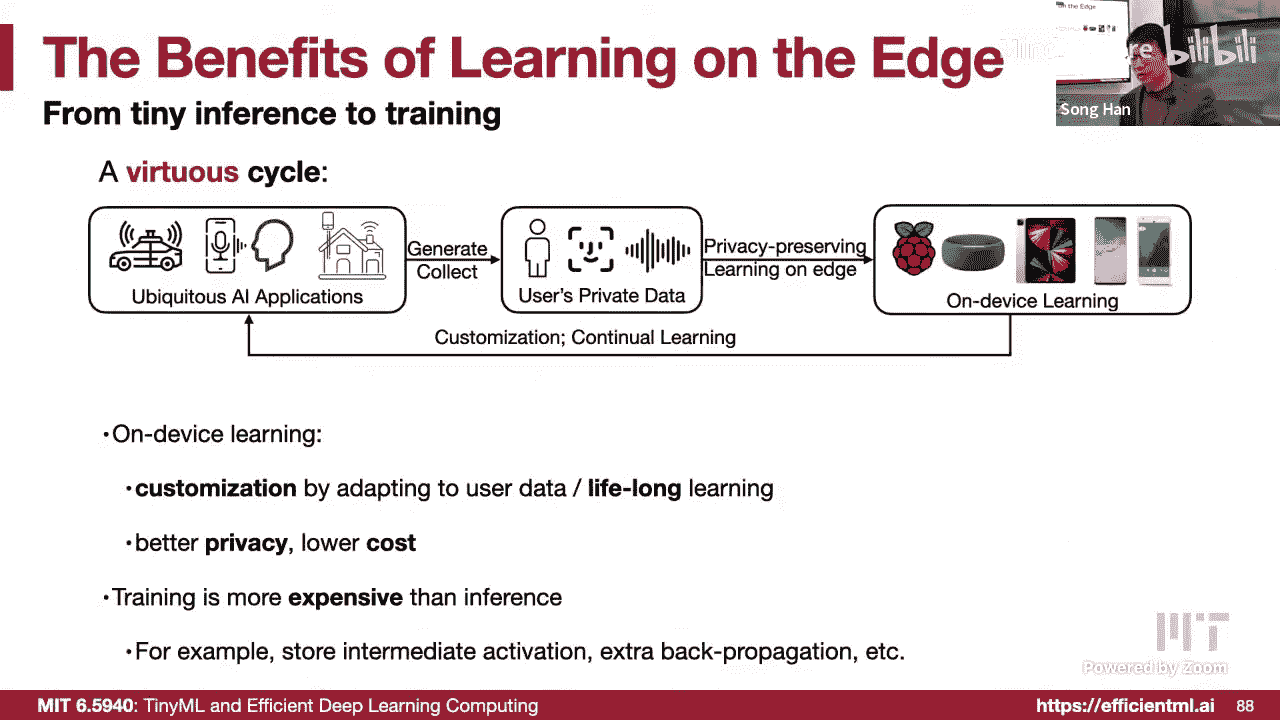 The Benefits of Learning on the Edge
From tiny inference to training
Song Han
bilibili
A virtuous cycle:
Ubiquitous AI Applications
Generate
Collect
User's Private Data
Privacy-preserving
Learning on edge
On-device Learning
Customization; Continual Learning
•On-device learning:
•customization by adapting to user data / life-long learning
•better privacy, lower cost
•Training is more expensive than inference
•For example, store intermediate activation, extra back-propagation, etc.
MIT
Powered by Zoom
MIT 6.5940: TinyML and Efficient Deep Learning Computing
https://efficientml.ai
88